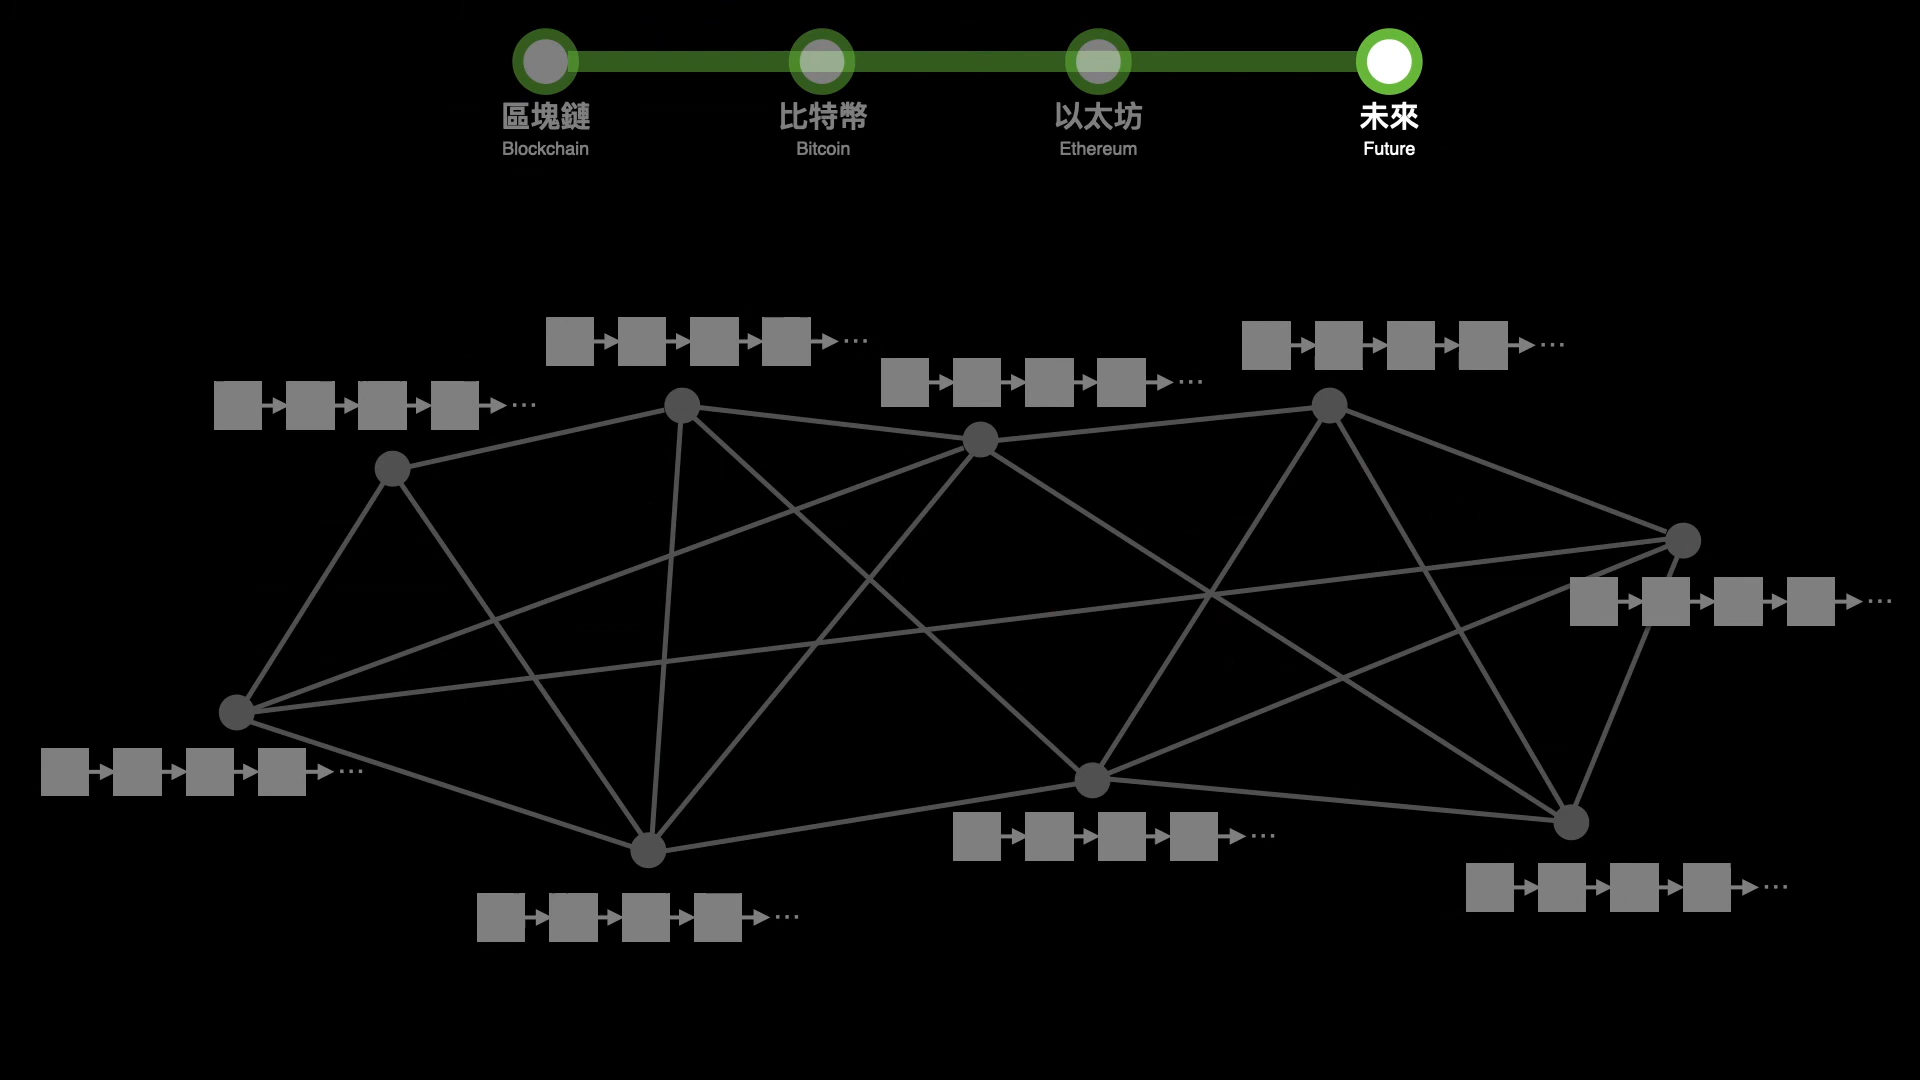 區塊鏈
Blockchain
比特幣
Bitcoin
以太坊
Ethereum
未來
Future